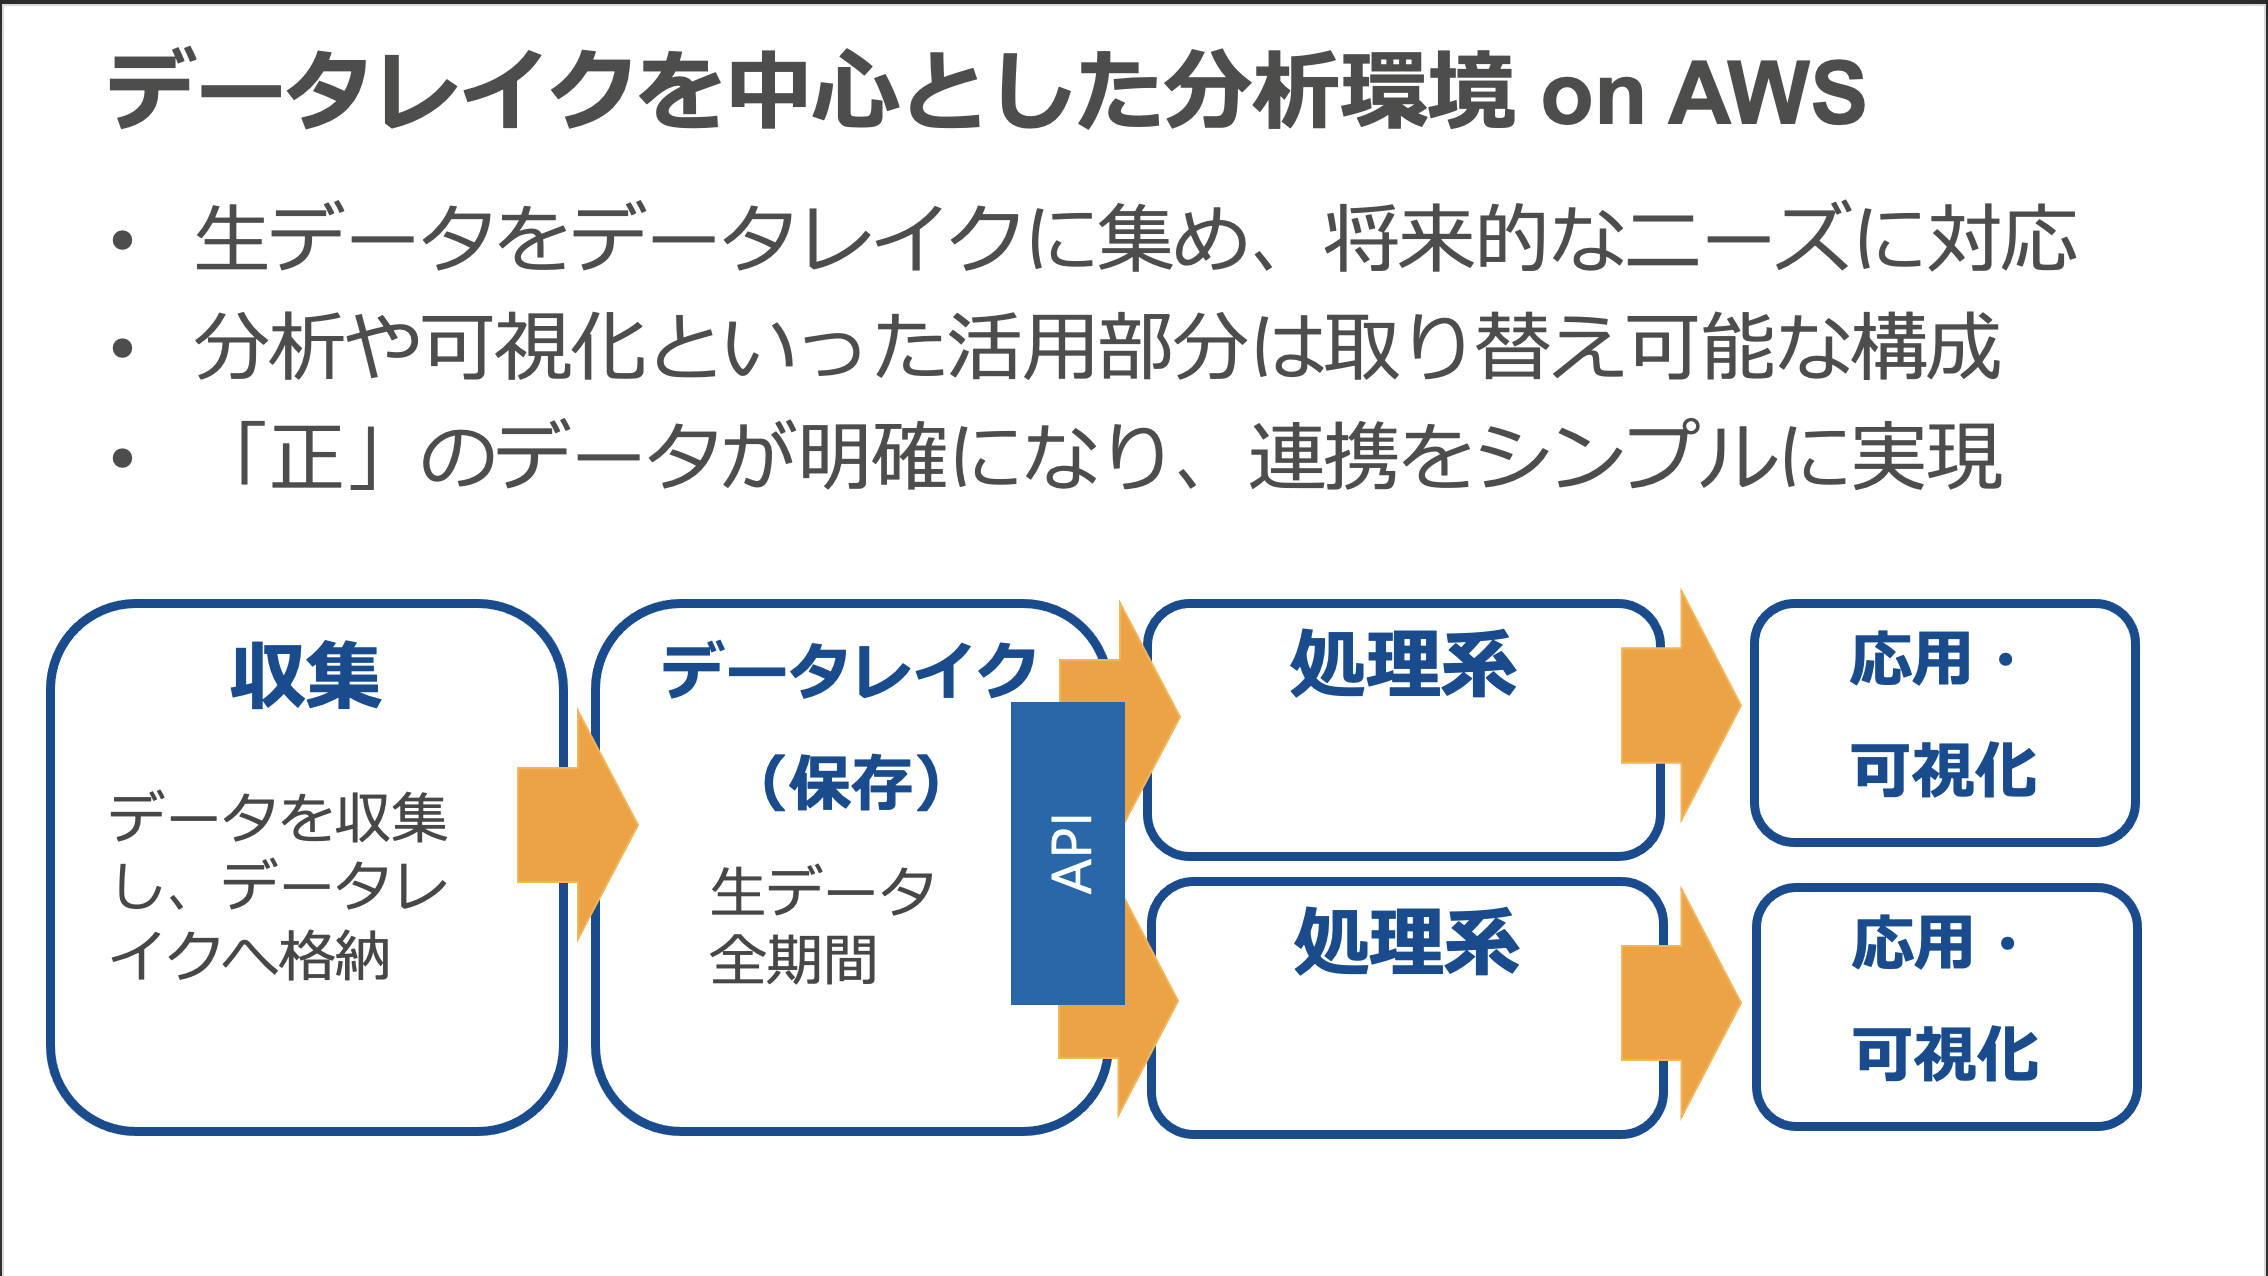 データレイクを中心とした分析環境 on AWS
• 生データをデータレイクに集め、将来的なニーズに対応
• 分析や可視化といった活用部分は取り替え可能な構成
• 「正」のデータが明確になり、連携をシンプルに実現
収集
データを収集
し、データレ
イクへ格納
データレイク
（保存）
生データ
全期間
API
処理系
応用・
可視化
処理系
応用・
可視化